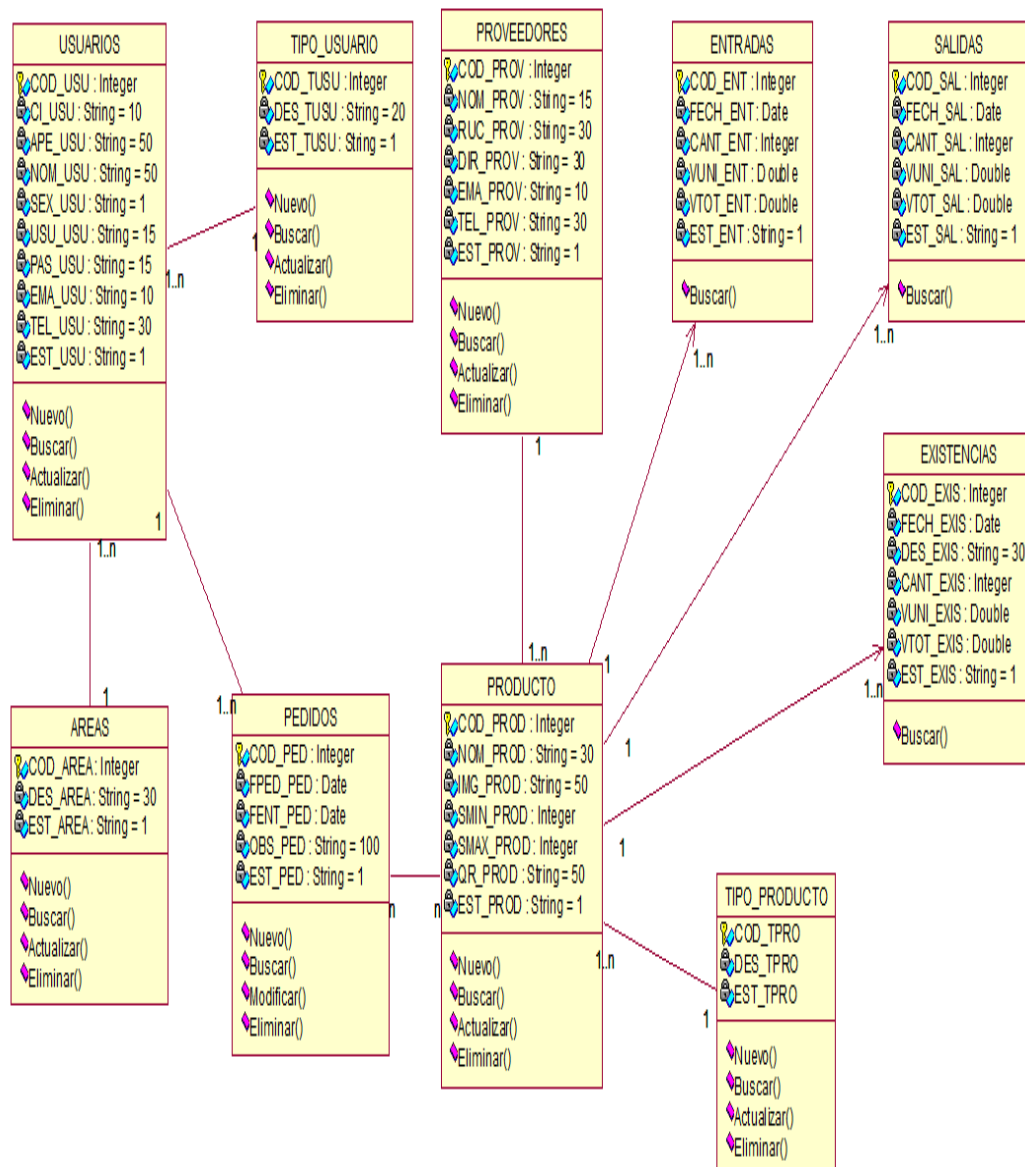 USUARIOS
COD_USU : Integer
CI_USU : String = 10
APE_USU : String = 50
NOM_USU : String = 50
SEX_USU : String = 1
USU_USU : String = 15
PAS_USU : String = 15
EMA_USU : String = 10
TEL_USU : String = 30
EST_USU : String = 1
Nuevo()
Buscar()
Actualizar()
Eliminar()
TIPO_USUARIO
COD_TUSU : Integer
DES_TUSU : String = 20
EST_TUSU : String = 1
Nuevo()
Buscar()
Actualizar()
Eliminar()
PROVEEDORES
COD_PROV : Integer
NOM_PROV : String = 15
RUC_PROV : String = 30
DIR_PROV : String = 30
EMA_PROV : String = 10
TEL_PROV : String = 30
EST_PROV : String = 1
Nuevo()
Buscar()
Actualizar()
Eliminar()
ENTRADAS
COD_ENT : Integer
FECH_ENT : Date
CANT_ENT : Integer
VUNI_ENT : Double
VTOT_ENT : Double
EST_ENT : String = 1
Buscar()
SALIDAS
COD_SAL : Integer
FECH_SAL : Date
CANT_SAL : Integer
VUNI_SAL : Double
VTOT_SAL : Double
EST_SAL : String = 1
Buscar()
1..n
1
1..n
1..n
1
1
1..n
EXISTENCIAS
COD_EXIS : Integer
FECH_EXIS : Date
DES_EXIS : String = 30
CANT_EXIS : Integer
VUNI_EXIS : Double
VTOT_EXIS : Double
EST_EXIS : String = 1
Buscar()
1..n
1
1..n
1..n
1
1
1
AREAS
COD_AREA : Integer
DES_AREA : String = 30
EST_AREA : String = 1
Nuevo()
Buscar()
Actualizar()
Eliminar()
PEDIDOS
COD_PED : Integer
FPED_PED : Date
FENT_PED : Date
OBS_PED : String = 100
EST_PED : String = 1
Nuevo()
Buscar()
Modificar()
Eliminar()
n
n
PRODUCTO
COD_PROD : Integer
NOM_PROD : String = 30
IMG_PROD : String = 50
SMIN_PROD : Integer
SMAX_PROD : Integer
QR_PROD : String = 50
EST_PROD : String = 1
Nuevo()
Buscar()
Actualizar()
Eliminar()
1..n
1
TIPO_PRODUCTO
COD_TPRO
DES_TPRO
EST_TPRO
Nuevo()
Buscar()
Actualizar()
Eliminar()